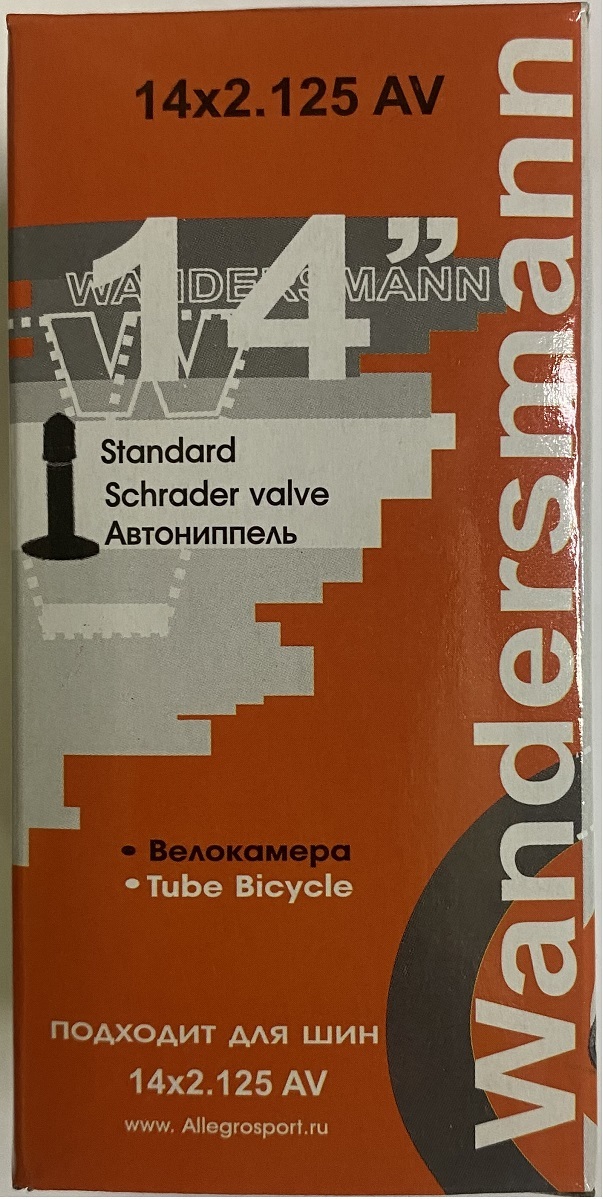 14x2.125 AV
14”
WANDERSMANN
Standard
Schrader valve
Автониппель
• Велокамера
• Tube Bicycle
ПОДХОДИТ ДЛЯ ШИН
14x2.125 AV
www. Allegrosport.ru
Wandersmann